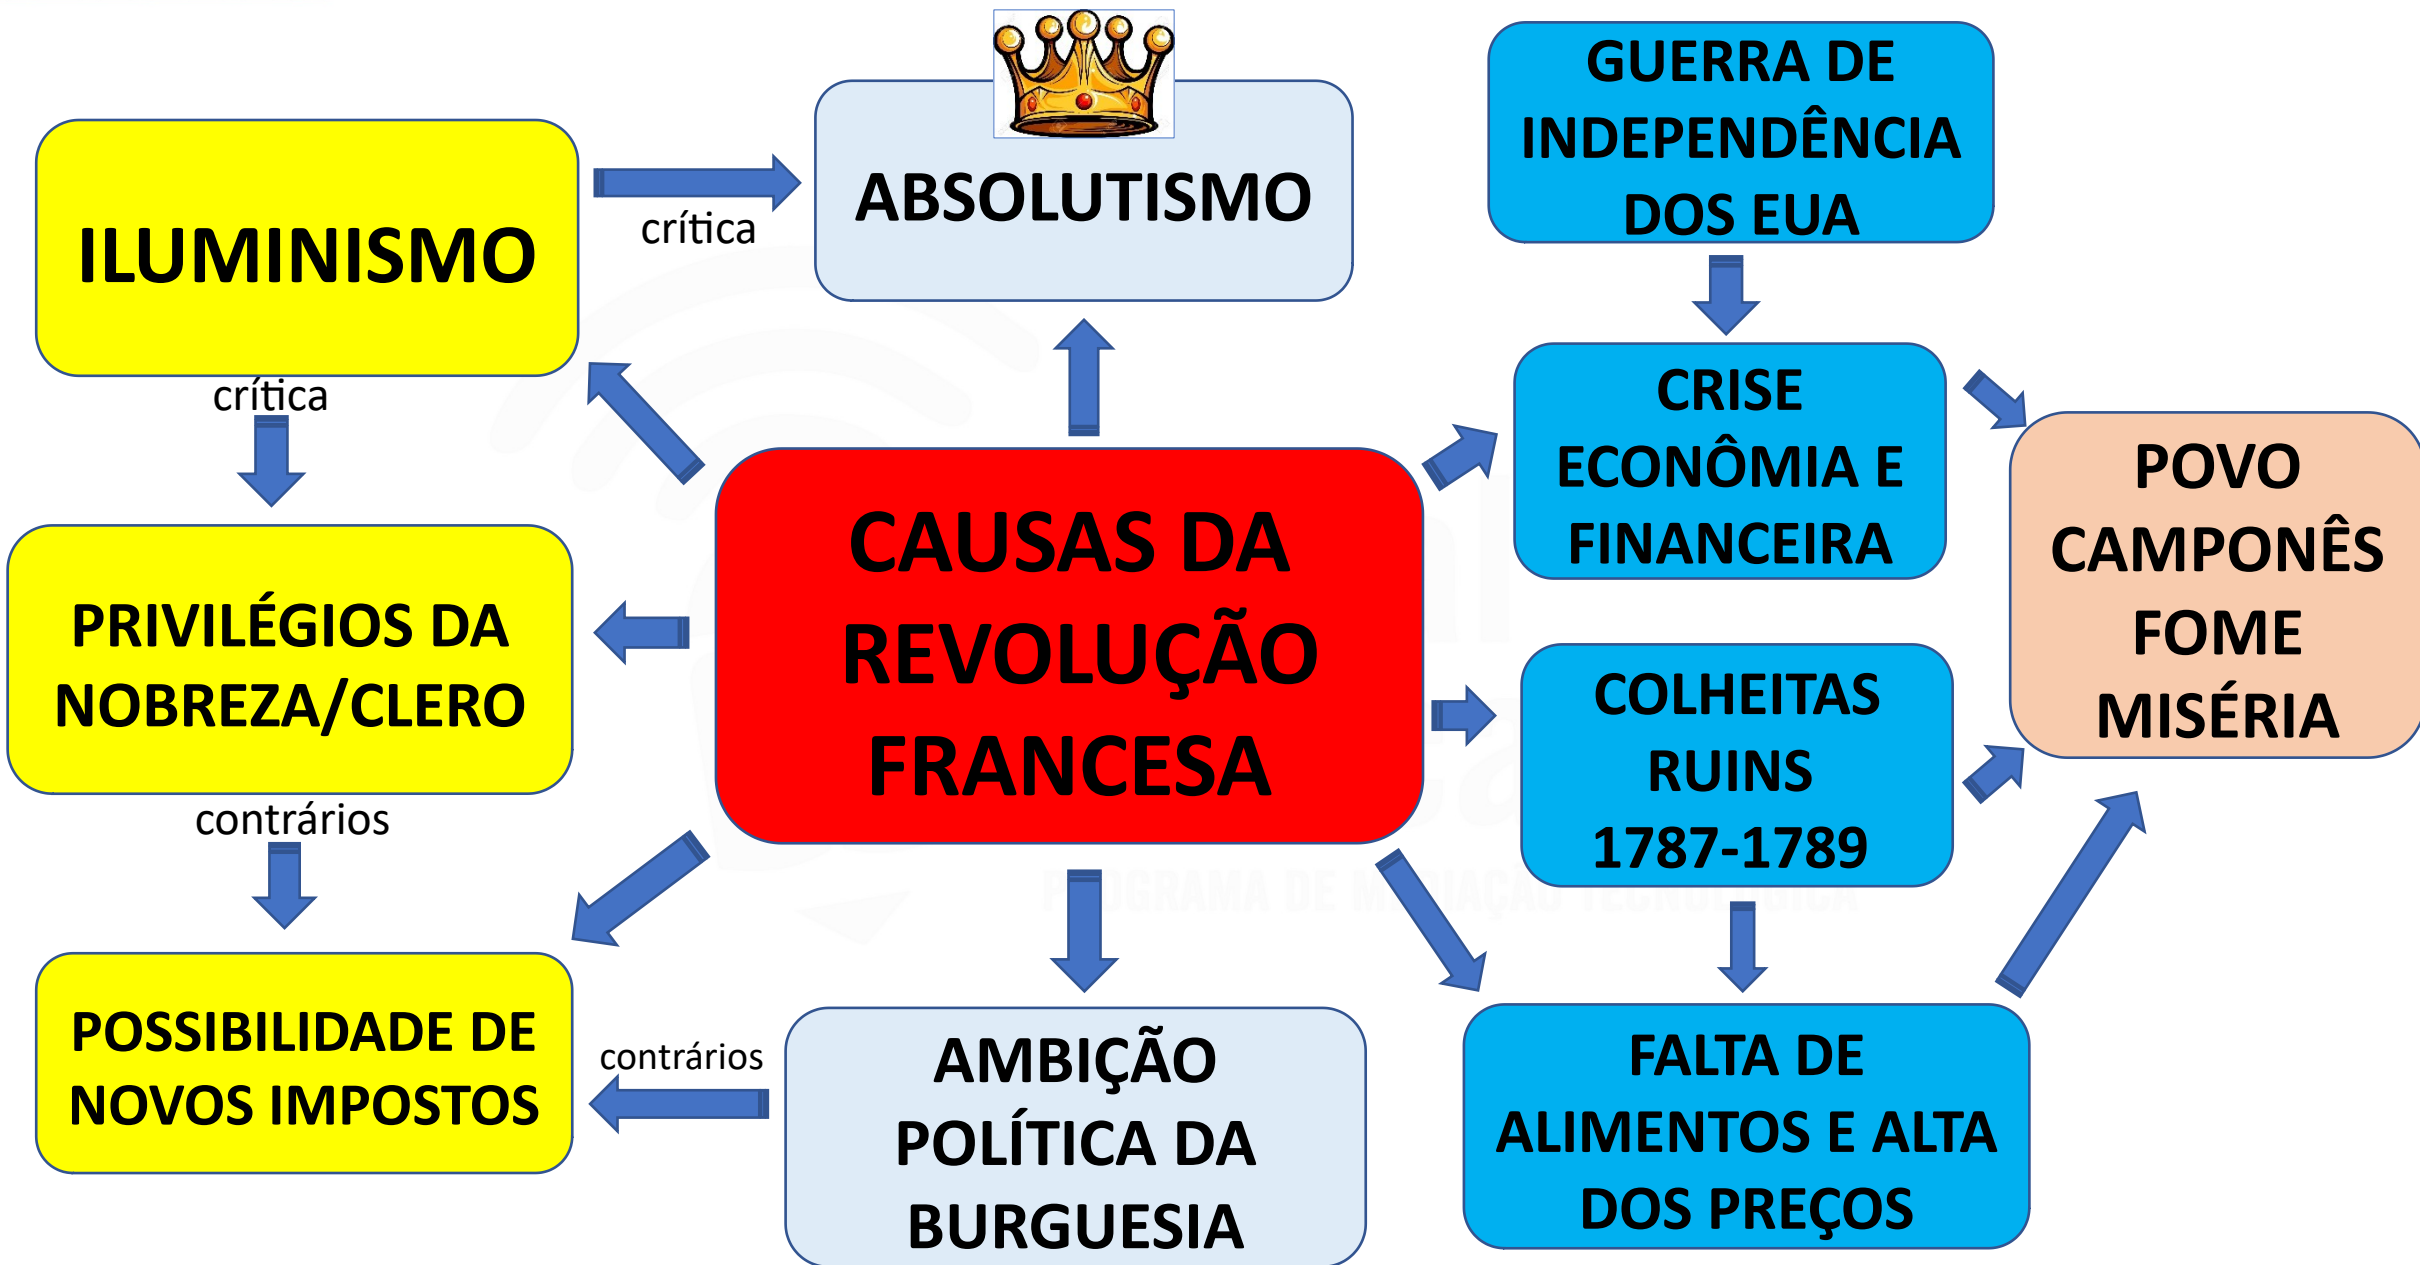 ILUMINISMO
crítica
ABSOLUTISMO
GUERRA DE
INDEPENDÊNCIA
DOS EUA
crítica
PRIVILÉGIOS DA
NOBREZA/CLERO
contrários
POSSIBILIDADE DE
NOVOS IMPOSTOS
CAUSAS DA
REVOLUÇÃO
FRANCESA
contrários
AMBIÇÃO
POLÍTICA DA
BURGUESIA
CRISE
ECONÔMIA E
FINANCEIRA
COLHEITAS
RUINS
1787-1789
FALTA DE
ALIMENTOS E ALTA
DOS PREÇOS
POVO
CAMPONÊS
FOME
MISÉRIA